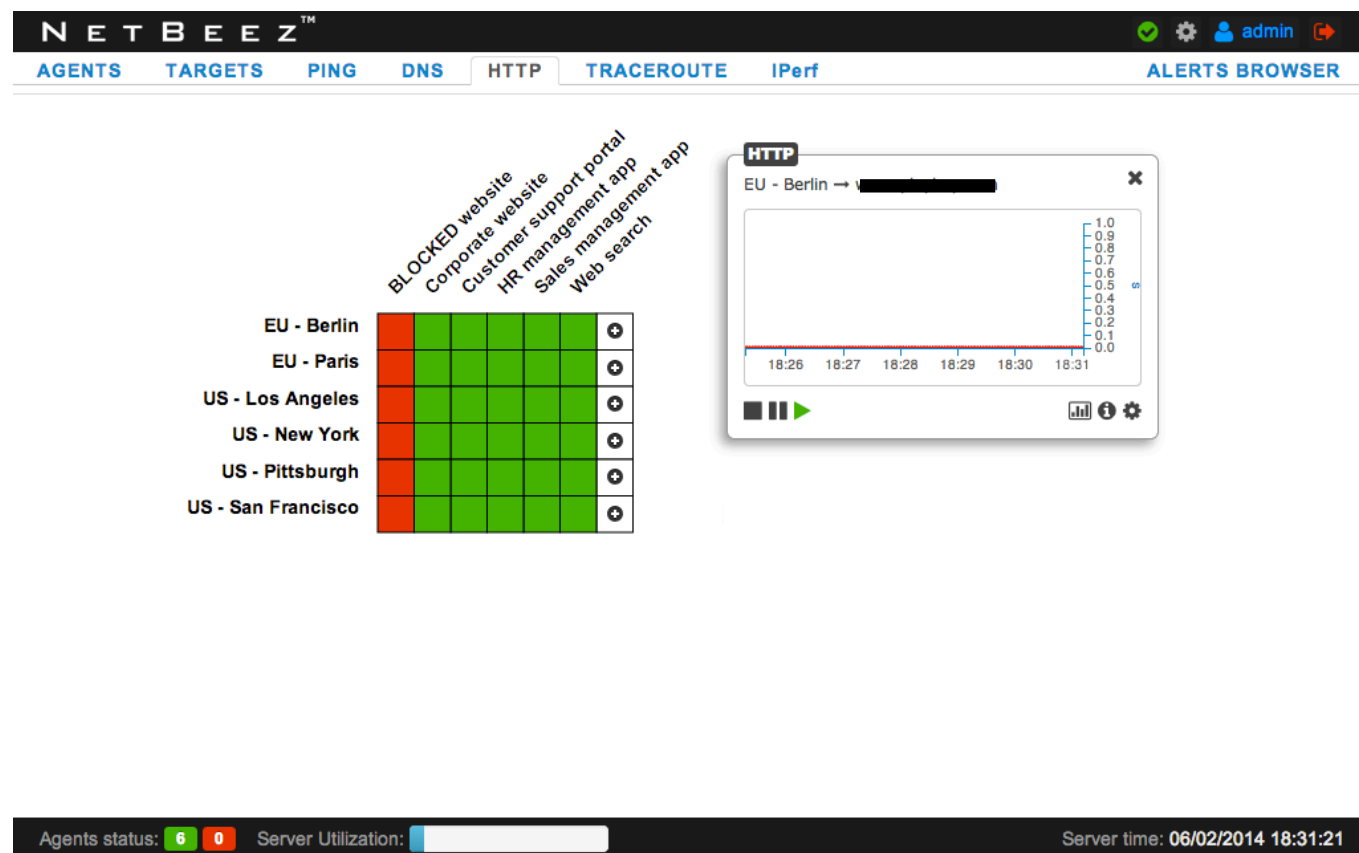 NETBEEZ™
admin
AGENTS TARGETS PING DNS HTTP TRACEROUTE IPerf ALERTS BROWSER
BLOCKED website
Corporate website
Customer support portal
HR management app
Sales management app
Web search
EU - Berlin
EU - Paris
US - Los Angeles
US - New York
US - Pittsburgh
US - San Francisco
HTTP
EU - Berlin →
1.0
0.9
0.8
0.7
0.6
0.5
0.4
0.3
0.2
0.1
0.0
s
18:26 18:27 18:28 18:29 18:30 18:31
Agents status: 6 0 Server Utilization: Server time: 06/02/2014 18:31:21